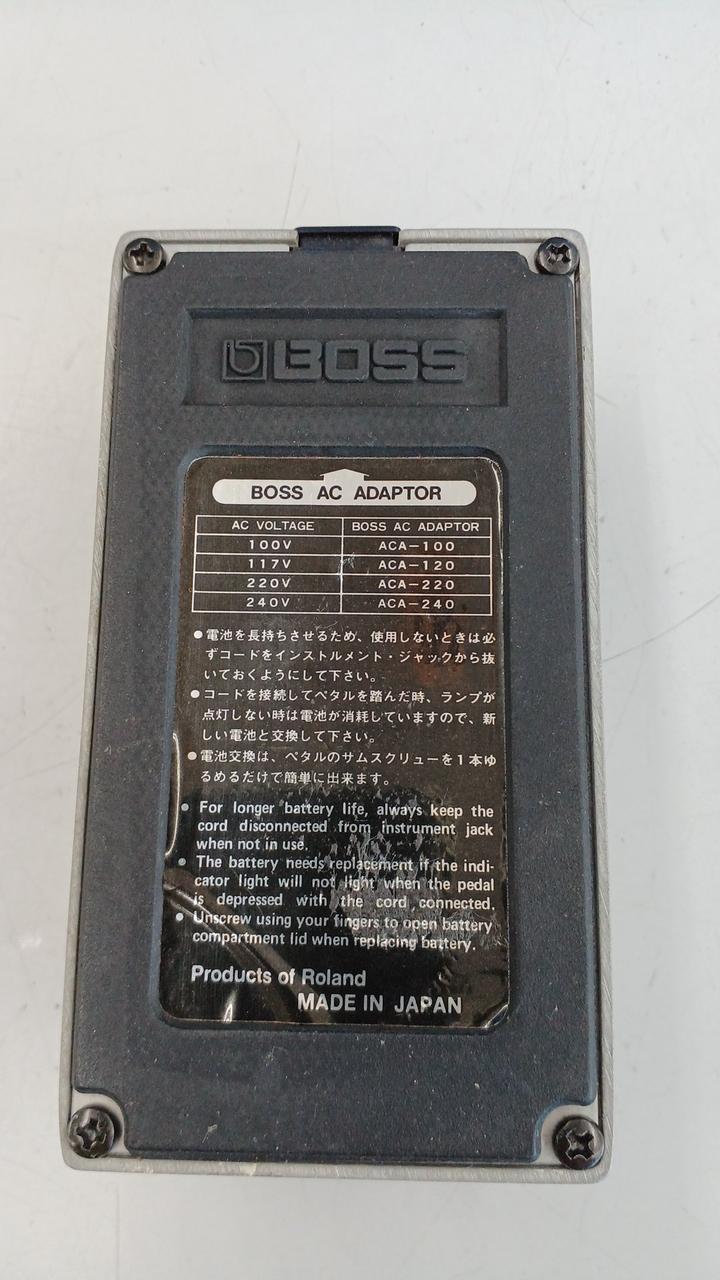 BOSS
BOSS AC ADAPTOR
AC VOLTAGE BOSS AC ADAPTOR
100V ACA-100
117V ACA-120
220V ACA-220
240V ACA-240
●電池を長持ちさせるため、使用しないときは必
ずコードをインストルメント・ジャックから抜
いておくようにして下さい。
●コードを接続してペタルを踏んだ時、ランプが
点灯しない時は電池が消耗していますので、新
しい電池と交換して下さい。
●電池交換は、ペタルのサムスクリューを1本ゆ
るめるだけで簡単に出来ます。
● For longer battery life, always keep the
cord disconnected from instrument jack
when not in use.
● The battery needs replacement if the indi-
cator light will not light when the pedal
is depressed with the cord connected.
● Unscrew using your fingers to open battery
compartment lid when replacing battery.
Products of Roland
MADE IN JAPAN